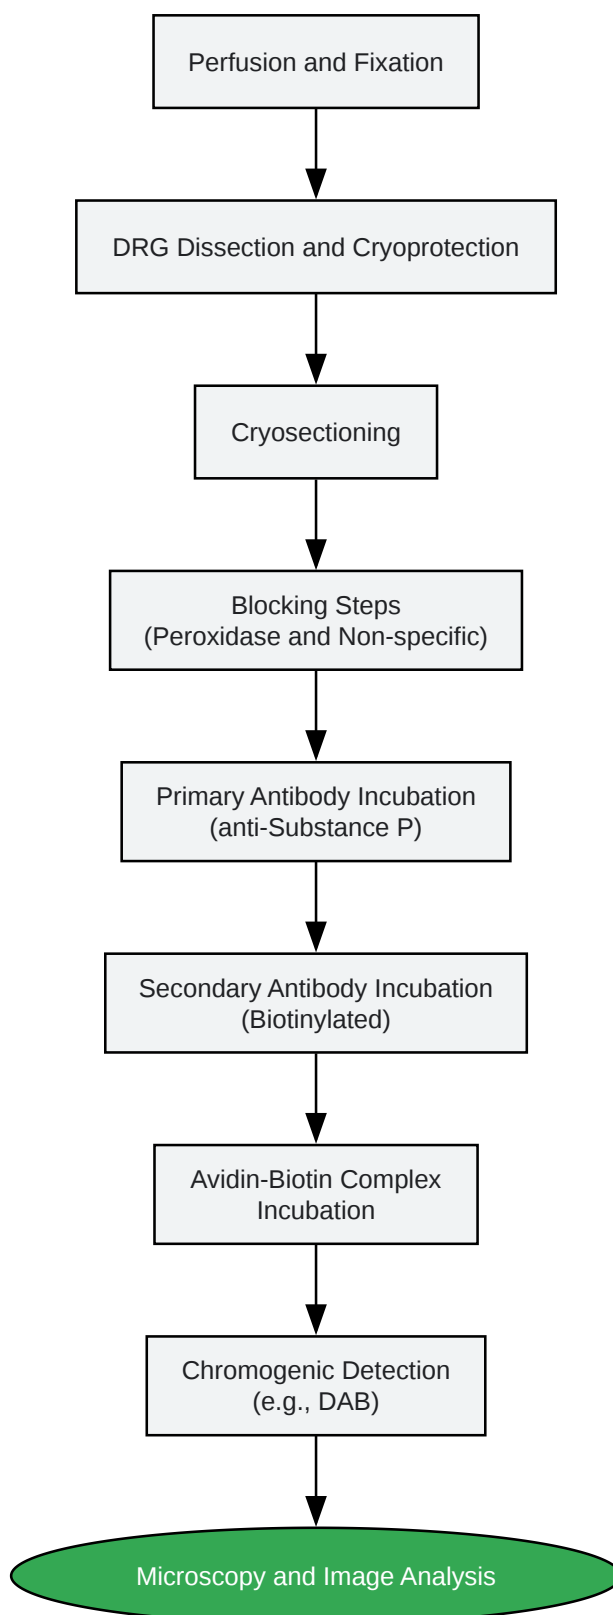 Perfusion and Fixation
DRG Dissection and Cryoprotection
Cryosectioning
Blocking Steps
(Peroxidase and Non-specific)
Primary Antibody Incubation
(anti-Substance P)
Secondary Antibody Incubation
(Biotinylated)
Avidin-Biotin Complex
Incubation
Chromogenic Detection
(e.g., DAB)
Microscopy and Image Analysis